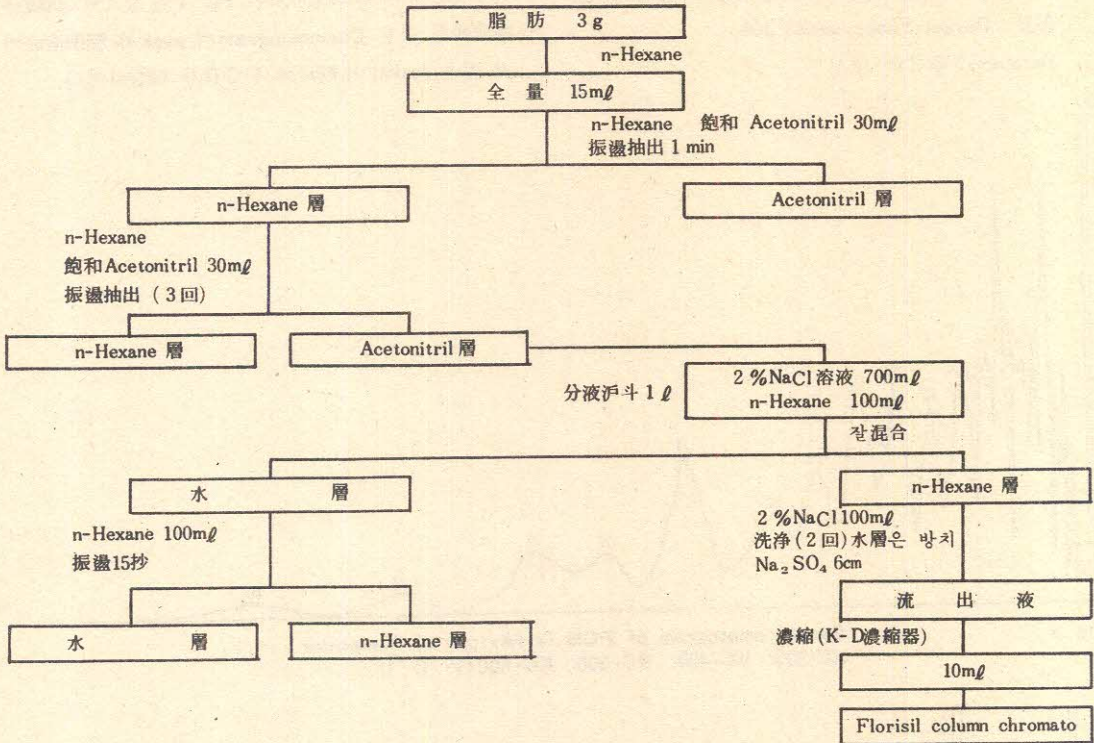 脂肪 3g
n-Hexane
全量 15mℓ
n-Hexane 飽和 Acetonitril 30mℓ
振盪抽出 1 min
n-Hexane 層
Acetonitril 層
n-Hexane
飽和Acetonitril 30mℓ
振盪抽出 (3回)
n-Hexane 層
Acetonitril 層
分液沪斗 1ℓ
2%NaCl溶液 700mℓ
n-Hexane 100mℓ
잘混合
水層
n-Hexane 層
n-Hexane 100mℓ
振盪15抄
2%NaCl100mℓ
洗浄(2回)水層은 방치
Na₂SO₄ 6cm
水層
n-Hexane 層
流出液
濃縮(K-D濃縮器)
10mℓ
Florisil column chromato